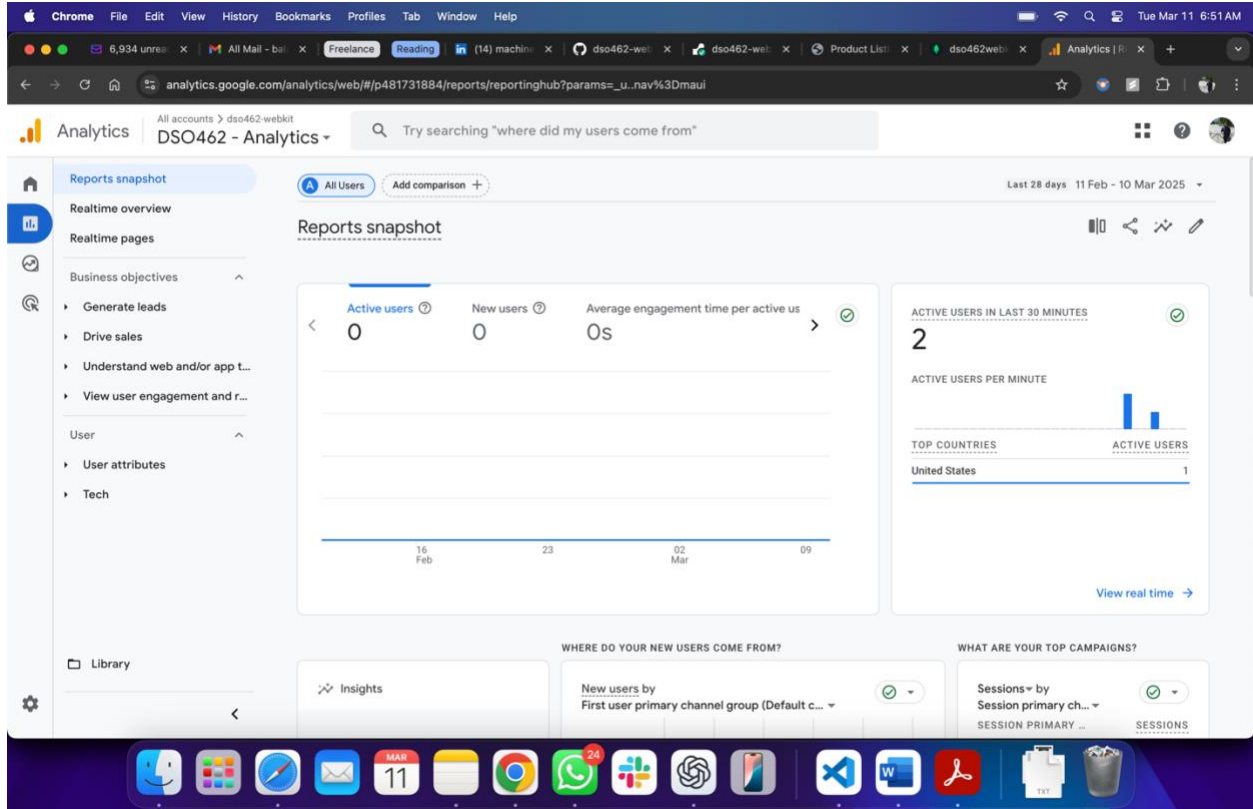 Chrome File Edit View History Bookmarks Profiles Tab Window Help Tue Mar 11 6:51 AM
6,934 unrea All Mail - bal Freelance Reading (14) machine dso462-web dso462-web Product Listi dso462webk Analytics | R
analytics.google.com/analytics/web/#/p481731884/reports/reportinghub?params=_u..nav%3Dmaui
Analytics
All accounts > dso462-webkit
DSO462 - Analytics
Try searching "where did my users come from"
Reports snapshot
Realtime overview
Realtime pages
Business objectives
Generate leads
Drive sales
Understand web and/or app t...
View user engagement and r...
User
User attributes
Tech
Library
A All Users
Add comparison +
Last 28 days 11 Feb - 10 Mar 2025
Reports snapshot
Active users New users Average engagement time per active us
0 0 0s
16 23 02 09
Feb Mar
ACTIVE USERS IN LAST 30 MINUTES
2
ACTIVE USERS PER MINUTE
TOP COUNTRIES ACTIVE USERS
United States 1
View real time
WHERE DO YOUR NEW USERS COME FROM?
WHAT ARE YOUR TOP CAMPAIGNS?
Insights
New users by
First user primary channel group (Default c...
Sessions by
Session primary ch...
SESSION PRIMARY ... SESSIONS
MAR
11
24
W
TXT